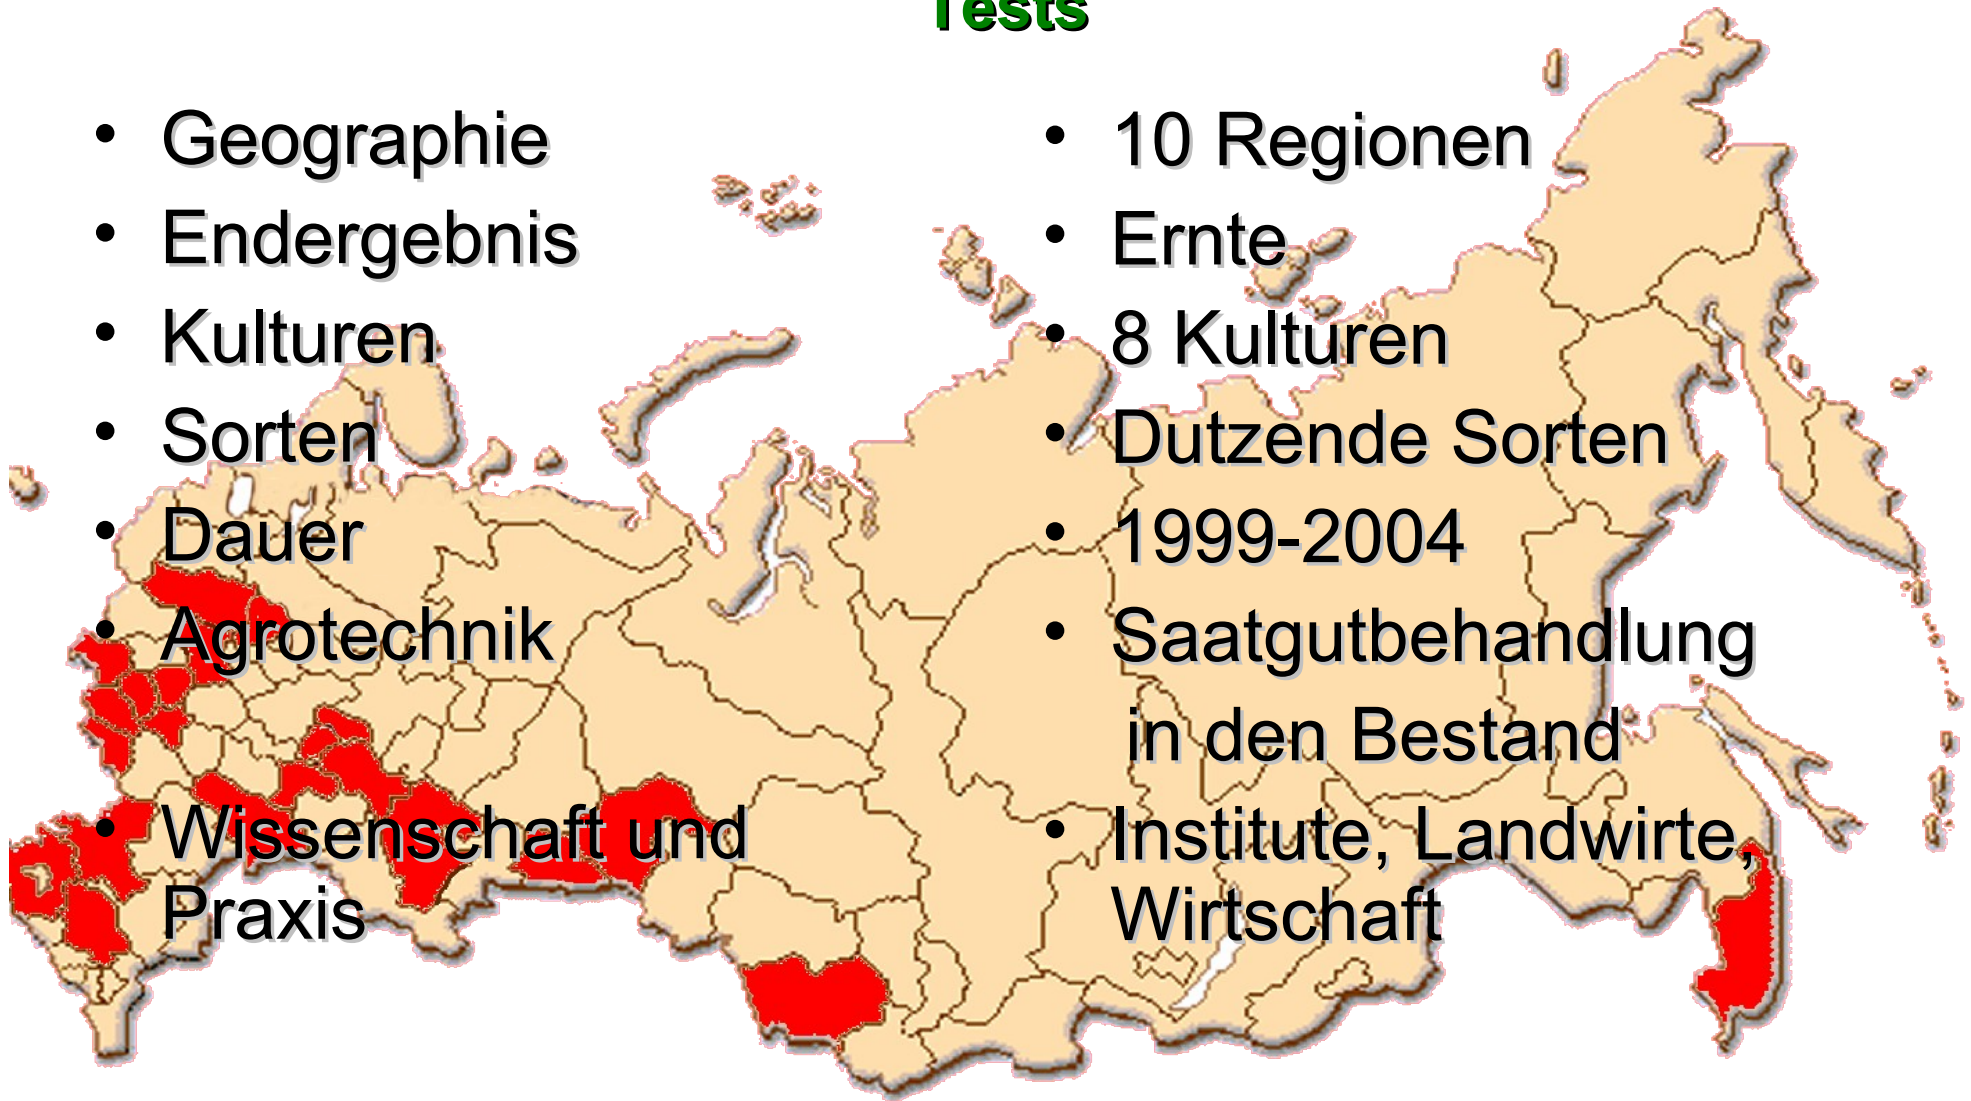 Tests
• Geographie
• Endergebnis
• Kulturen
• Sorten
• Dauer
• Agrotechnik
• Wissenschaft und
Praxis
• 10 Regionen
• Ernte
• 8 Kulturen
• Dutzende Sorten
• 1999-2004
• Saatgutbehandlung
in den Bestand
• Institute, Landwirte,
Wirtschaft